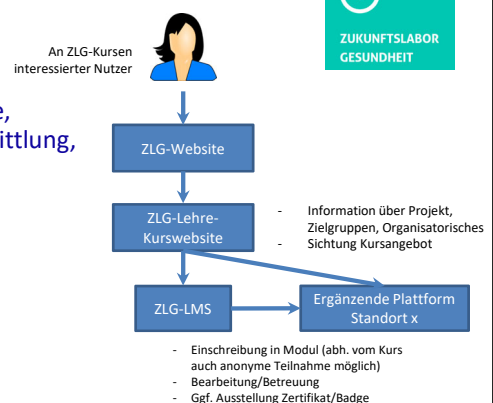 ZUKUNFTSLABOR
GESUNDHEIT
An ZLG-Kursen
interessierter Nutzer
e,
ittlung,
ZLG-Website
ZLG-Lehre-
Kurswebsite
- Information über Projekt,
Zielgruppen, Organisatorisches
- Sichtung Kursangebot
ZLG-LMS
Ergänzende Plattform
Standort x
- Einschreibung in Modul (abh. vom Kurs
auch anonyme Teilnahme möglich)
- Bearbeitung/Betreuung
- Ggf. Ausstellung Zertifikat/Badge